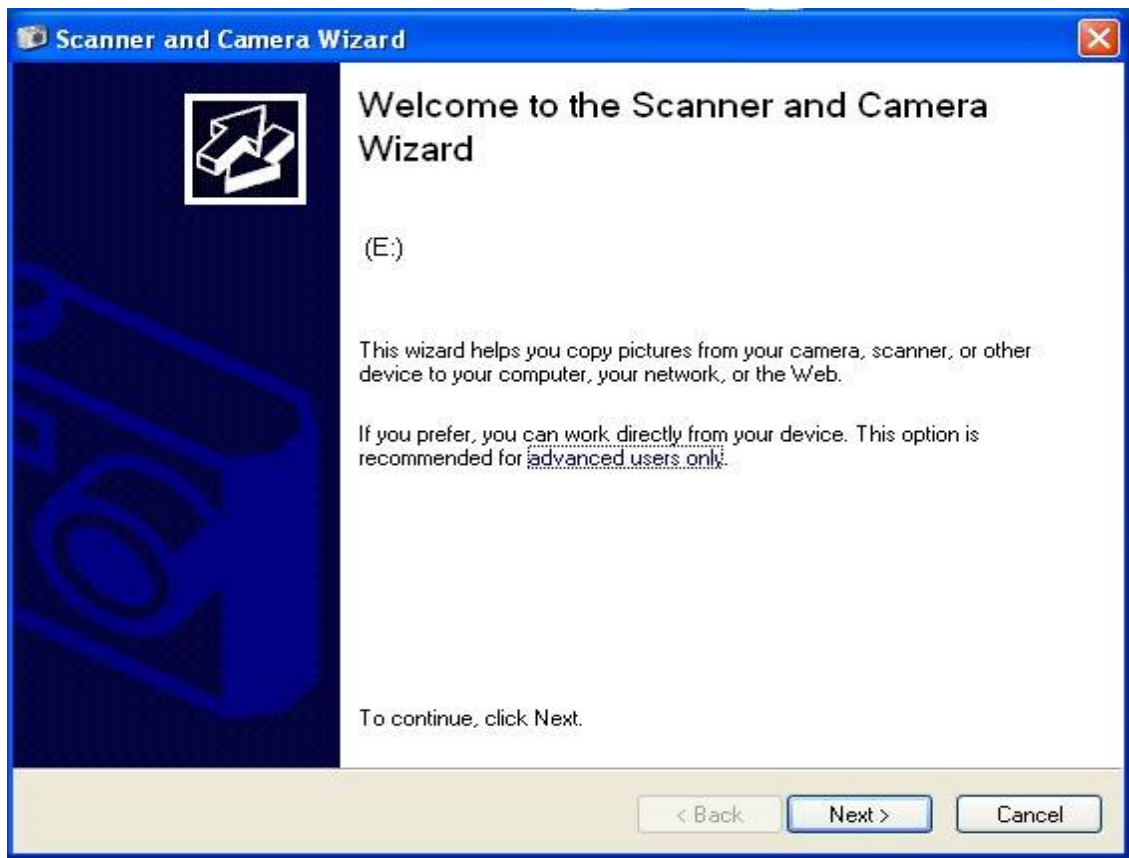 Scanner and Camera Wizard
Welcome to the Scanner and Camera
Wizard
(E:)
This wizard helps you copy pictures from your camera, scanner, or other
device to your computer, your network, or the Web.
If you prefer, you can work directly from your device. This option is
recommended for advanced users only.
To continue, click Next.
< Back
Next >
Cancel